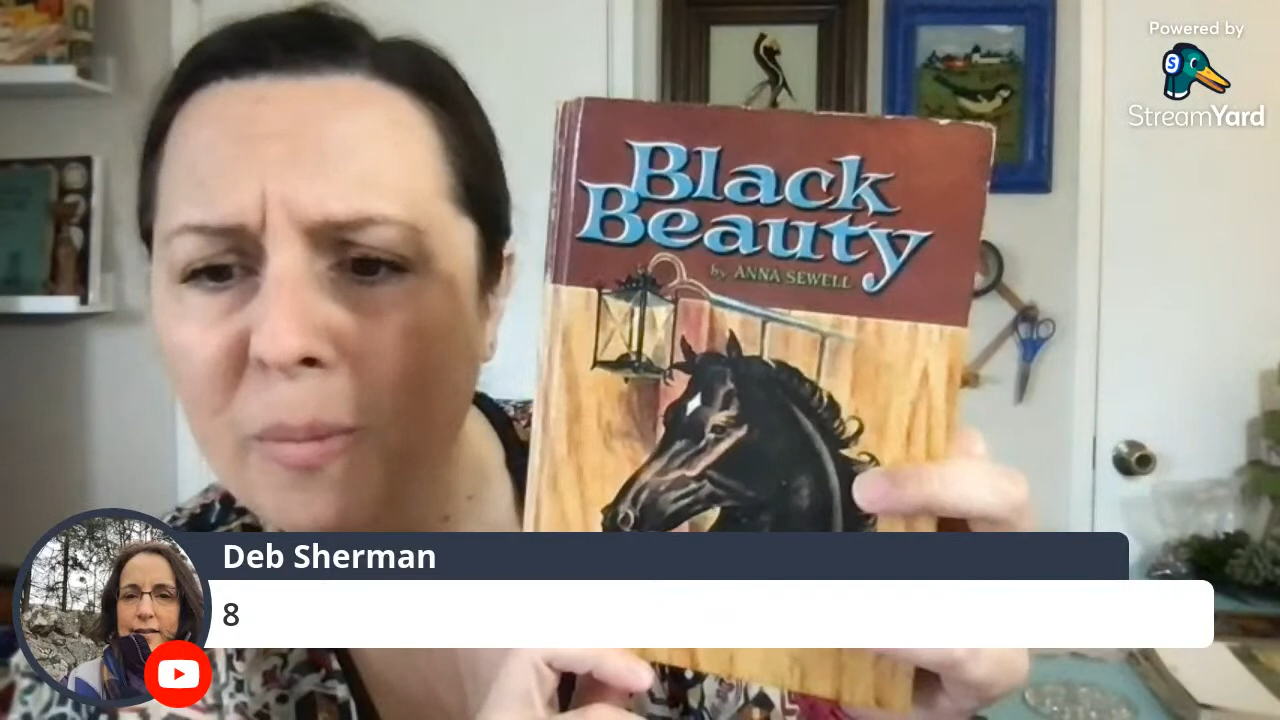 Powered by
S
StreamYard
Black
Beauty
by ANNA SEWELL
Deb Sherman
8